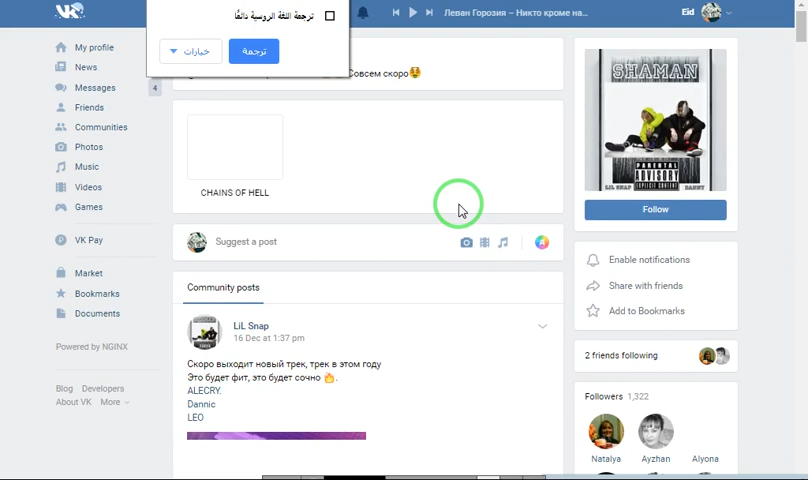 ترجمة اللغة الروسية دائمًا
خيارات
ترجمة
Леван Горозия – Никто кроме на...
Eid
My profile
News
Messages
4
Friends
Communities
Photos
Music
Videos
Games
VK Pay
Market
Bookmarks
Documents
Powered by NGINX
Blog Developers
About VK More
Совсем скоро
CHAINS OF HELL
Suggest a post
Community posts
LiL Snap
16 Dec at 1:37 pm
Скоро выходит новый трек, трек в этом году
Это будет фит, это будет сочно 🔥.
ALECRY.
Dannic
LEO
SHAMAN
PARENTAL
ADVISORY
EXPLICIT CONTENT
LIL SNAP
DANNY
Follow
Enable notifications
Share with friends
Add to Bookmarks
2 friends following
Followers 1,322
Natalya Ayzhan Alyona